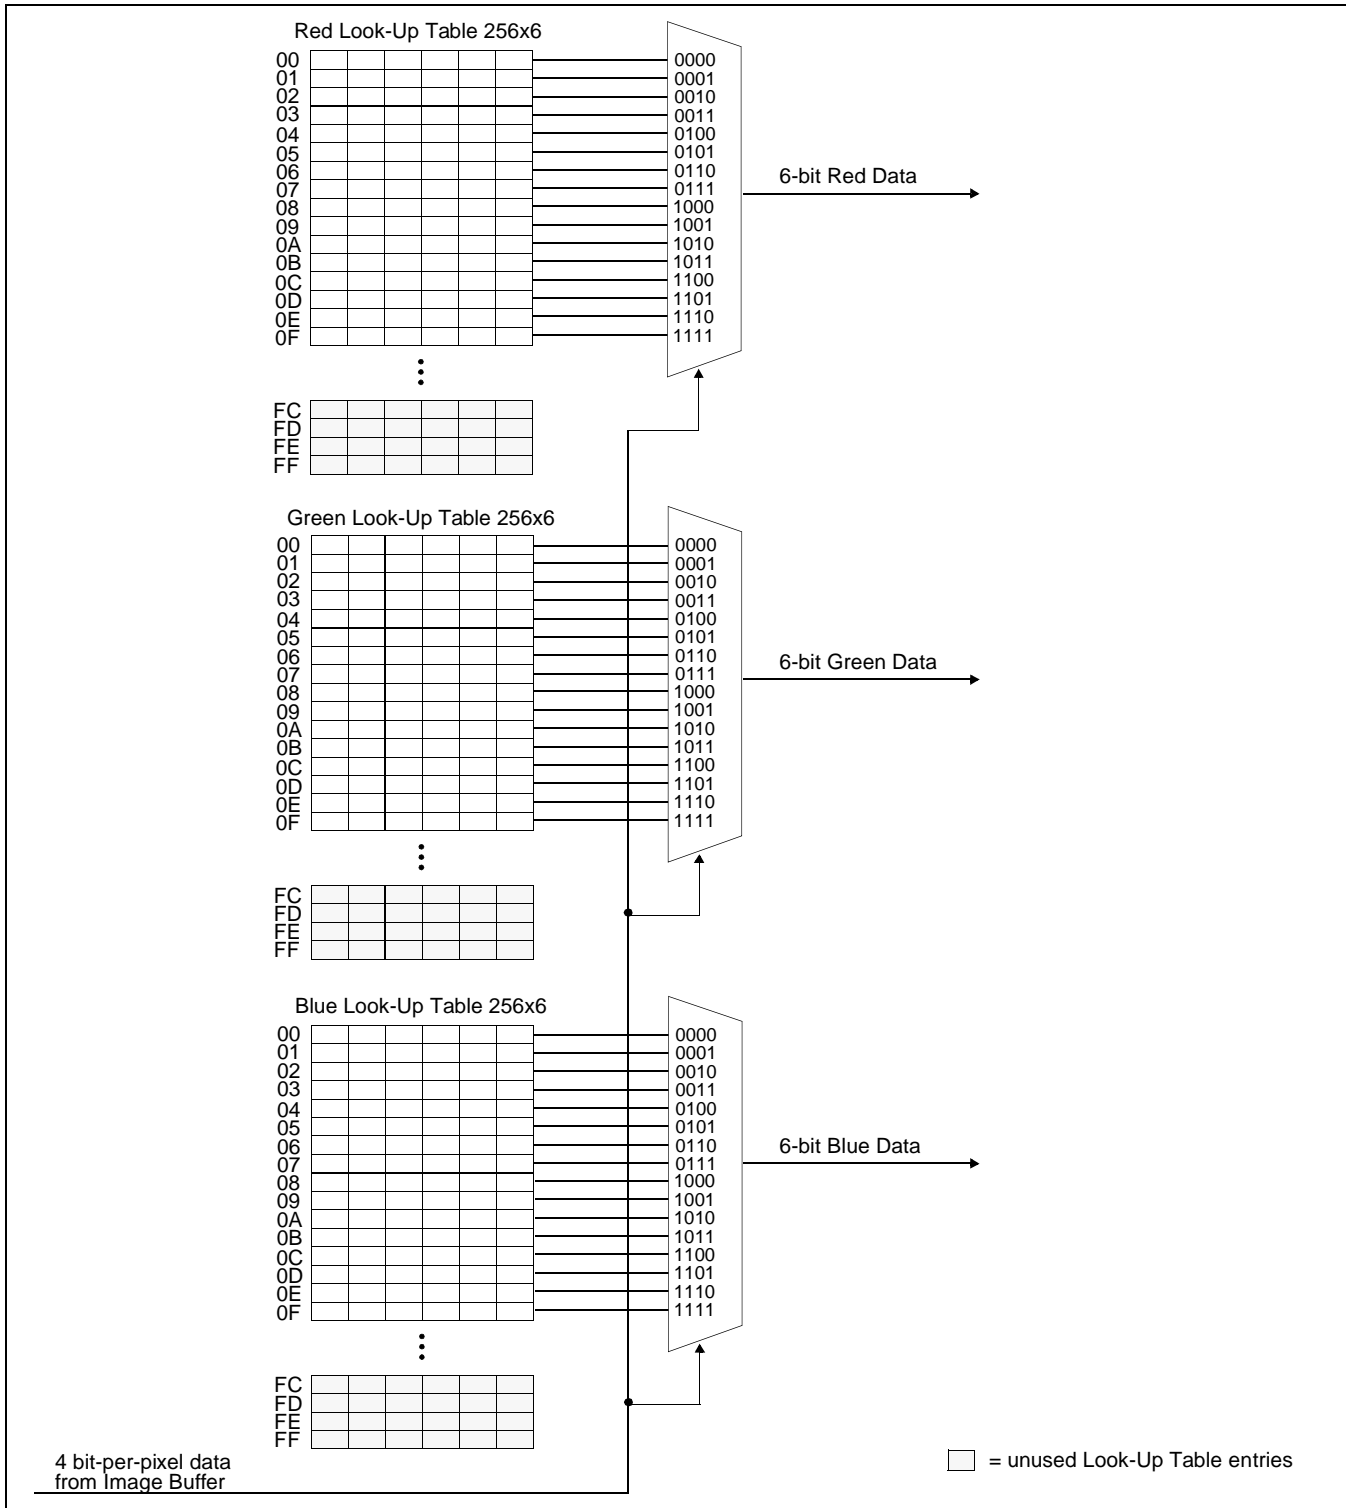 Red Look-Up Table 256x6
00 0000
01 0001
02 0010
03 0011
04 0100
05 0101
06 0110
07 0111
08 1000
09 1001
0A 1010
0B 1011
0C 1100
0D 1101
0E 1110
0F 1111
6-bit Red Data
FC
FD
FE
FF
Green Look-Up Table 256x6
00 0000
01 0001
02 0010
03 0011
04 0100
05 0101
06 0110
07 0111
08 1000
09 1001
0A 1010
0B 1011
0C 1100
0D 1101
0E 1110
0F 1111
6-bit Green Data
FC
FD
FE
FF
Blue Look-Up Table 256x6
00 0000
01 0001
02 0010
03 0011
04 0100
05 0101
06 0110
07 0111
08 1000
09 1001
0A 1010
0B 1011
0C 1100
0D 1101
0E 1110
0F 1111
6-bit Blue Data
FC
FD
FE
FF
4 bit-per-pixel data
from Image Buffer
= unused Look-Up Table entries